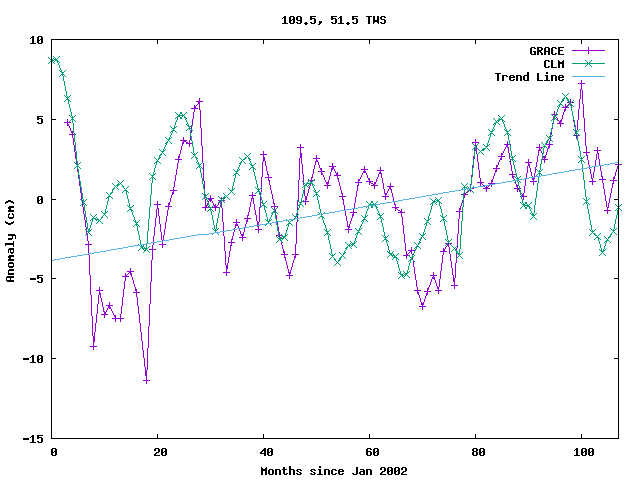 109.5, 51.5 TWS
GRACE
CLM
Trend Line
10
5
0
-5
-10
-15
Anomaly (cm)
0 20 40 60 80 100
Months since Jan 2002